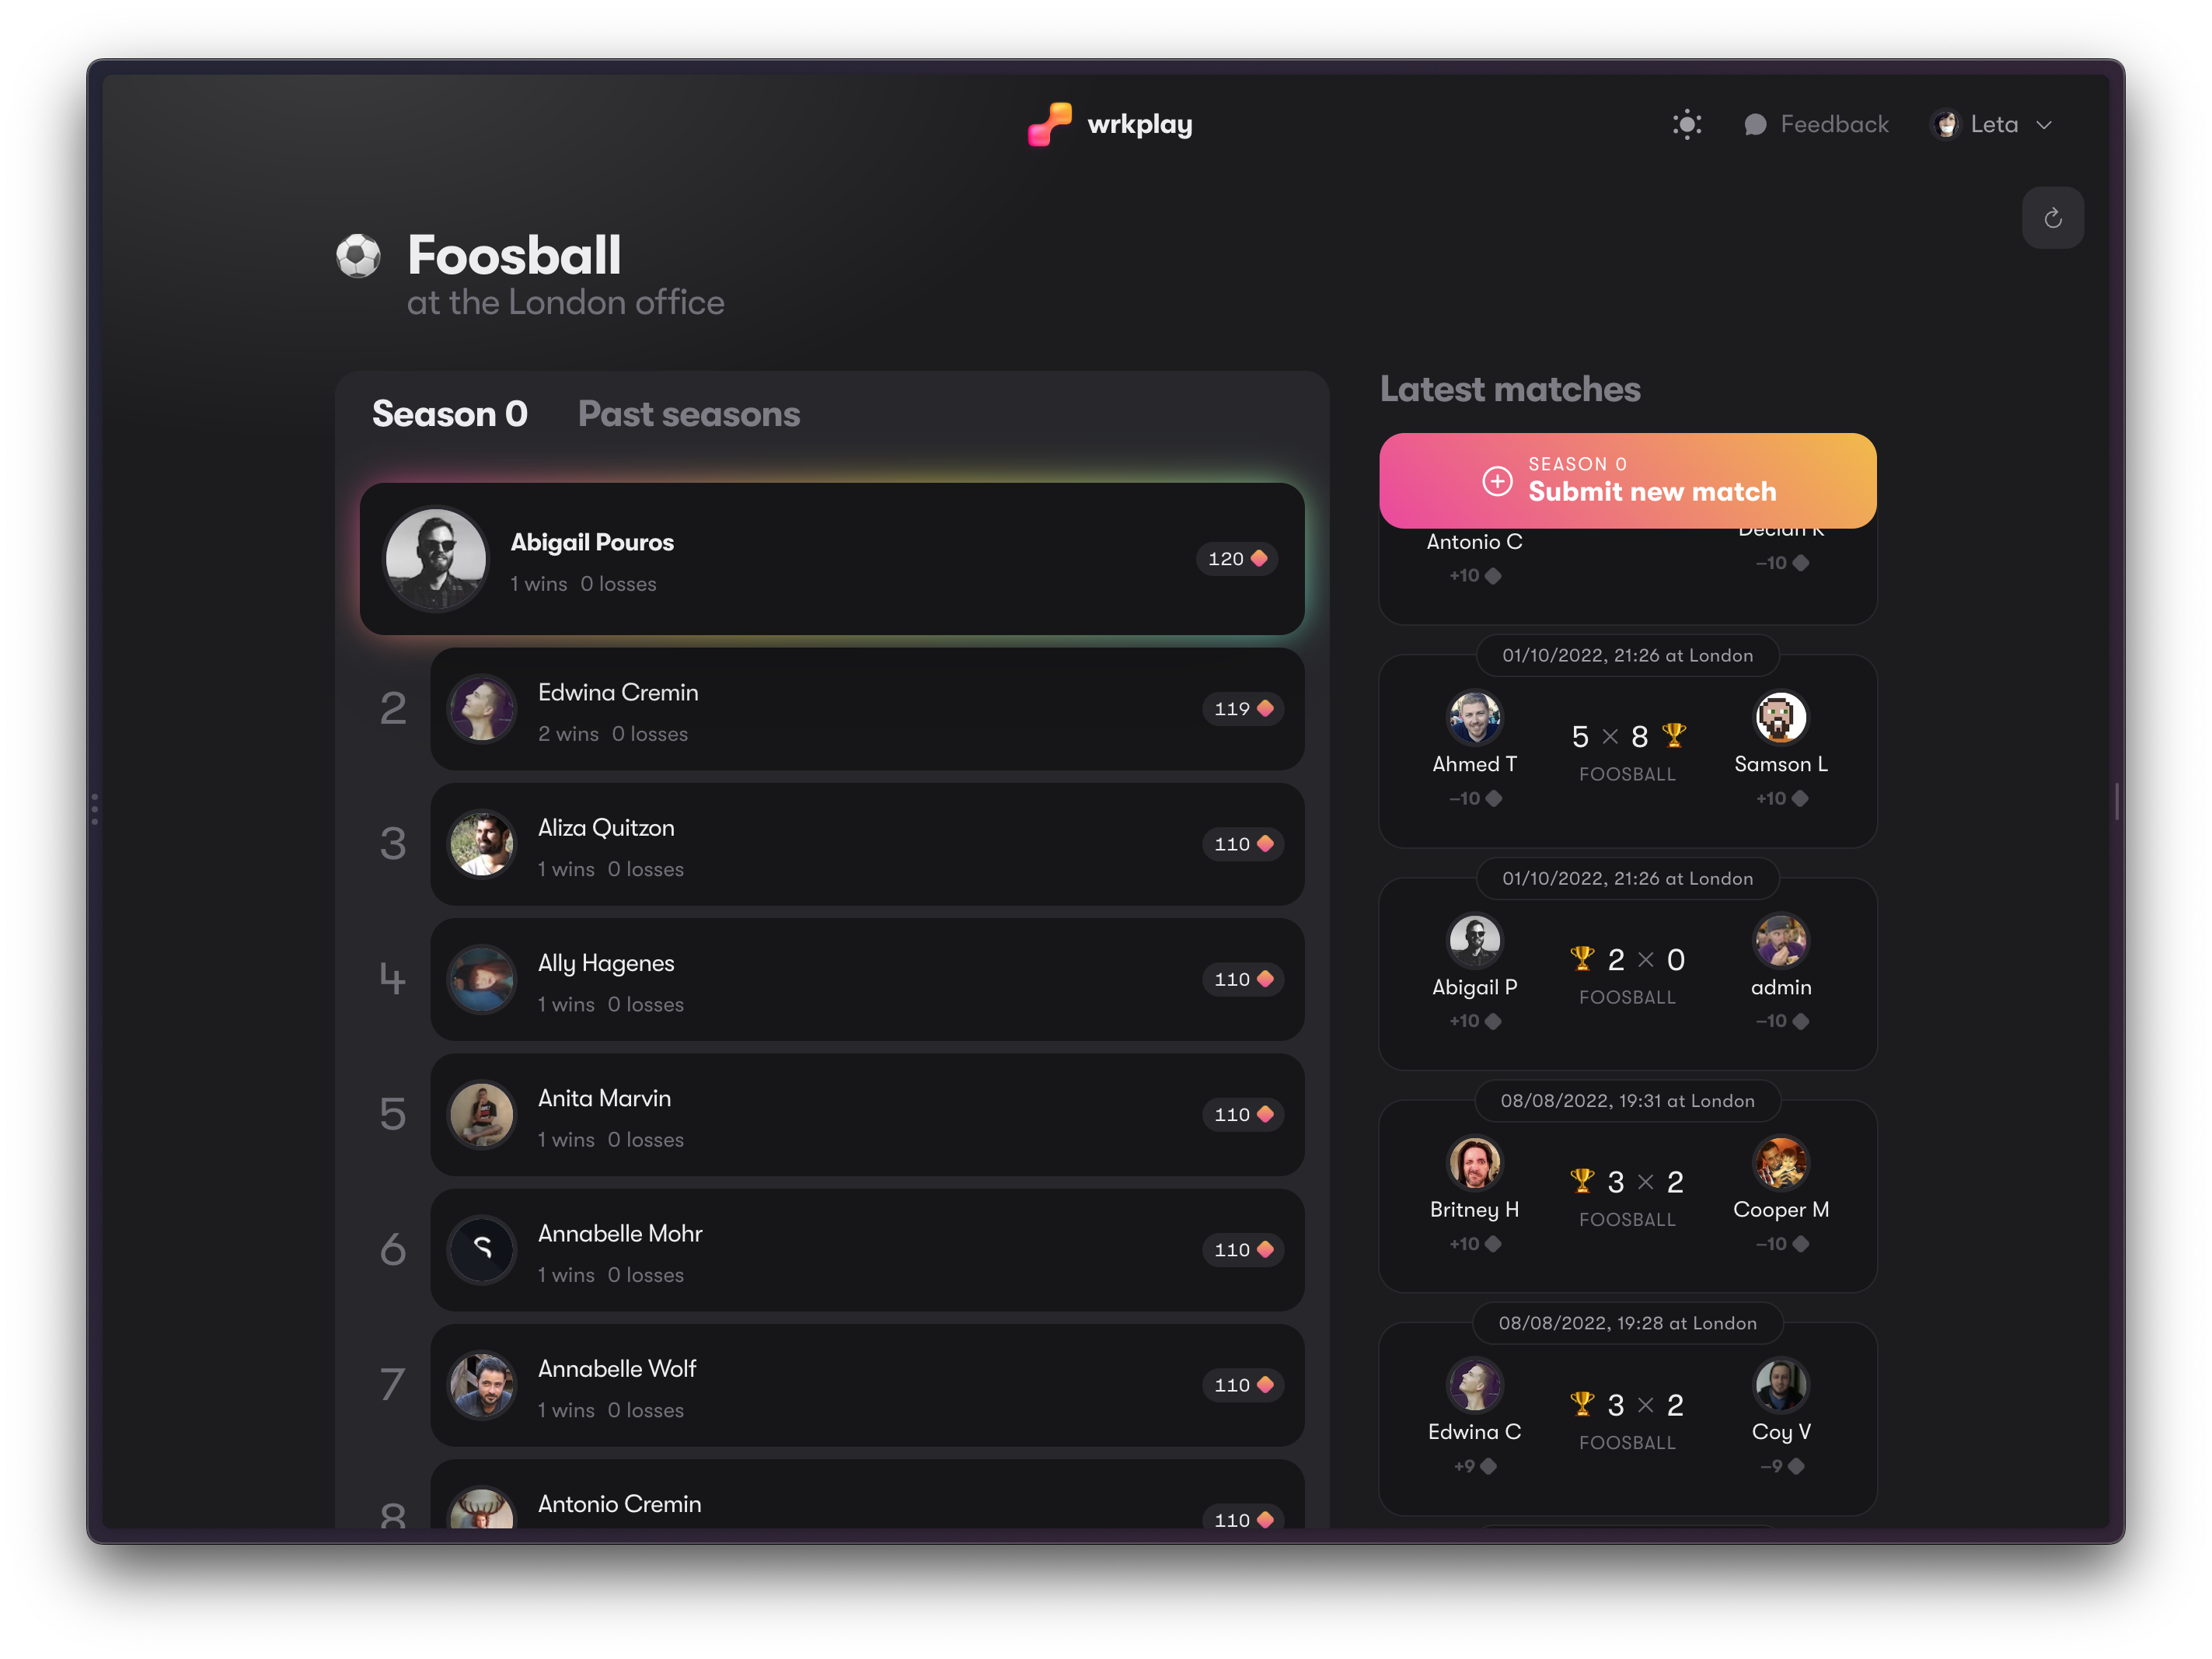 wrkplay
Feedback
Leta
Foosball
at the London office
Season 0
Past seasons
Abigail Pouros
1 wins 0 losses
120
2
Edwina Cremin
2 wins 0 losses
119
3
Aliza Quitzon
1 wins 0 losses
110
4
Ally Hagenes
1 wins 0 losses
110
5
Anita Marvin
1 wins 0 losses
110
6
Annabelle Mohr
1 wins 0 losses
110
7
Annabelle Wolf
1 wins 0 losses
110
8
Antonio Cremin
110
Latest matches
SEASON 0
Submit new match
Antonio C
Declan K
+10
−10
01/10/2022, 21:26 at London
5 × 8
Ahmed T
Samson L
FOOSBALL
−10
+10
01/10/2022, 21:26 at London
2 × 0
Abigail P
admin
FOOSBALL
+10
−10
08/08/2022, 19:31 at London
3 × 2
Britney H
Cooper M
FOOSBALL
+10
−10
08/08/2022, 19:28 at London
3 × 2
Edwina C
Coy V
FOOSBALL
+9
−9